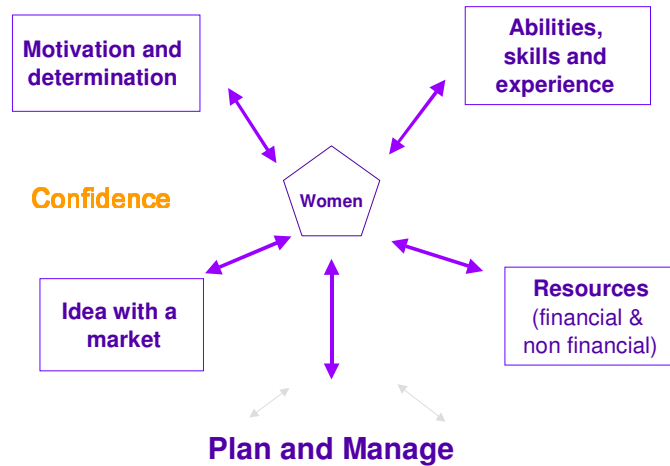 Motivation and
determination
Abilities,
skills and
experience
Confidence
Women
Idea with a
market
Resources
(financial &
non financial)
Plan and Manage